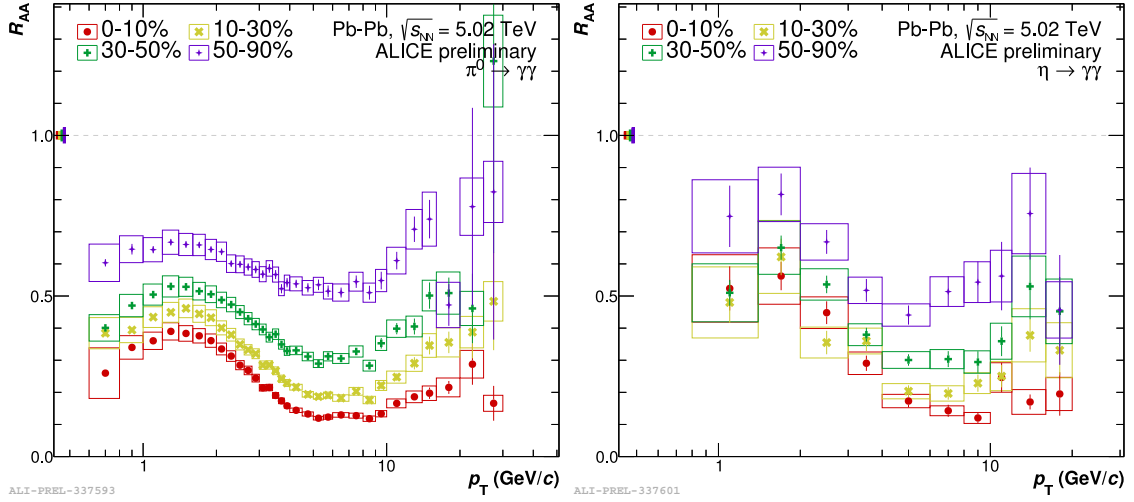 R_AA
0-10% 10-30% Pb-Pb, √s_NN = 5.02 TeV
30-50% 50-90% ALICE preliminary
π⁰ → γγ
1.0
0.5
0.0
1 10
p_T (GeV/c)
ALI-PREL-337593
R_AA
0-10% 10-30% Pb-Pb, √s_NN = 5.02 TeV
30-50% 50-90% ALICE preliminary
η → γγ
1.0
0.5
0.0
1 10
p_T (GeV/c)
ALI-PREL-337601